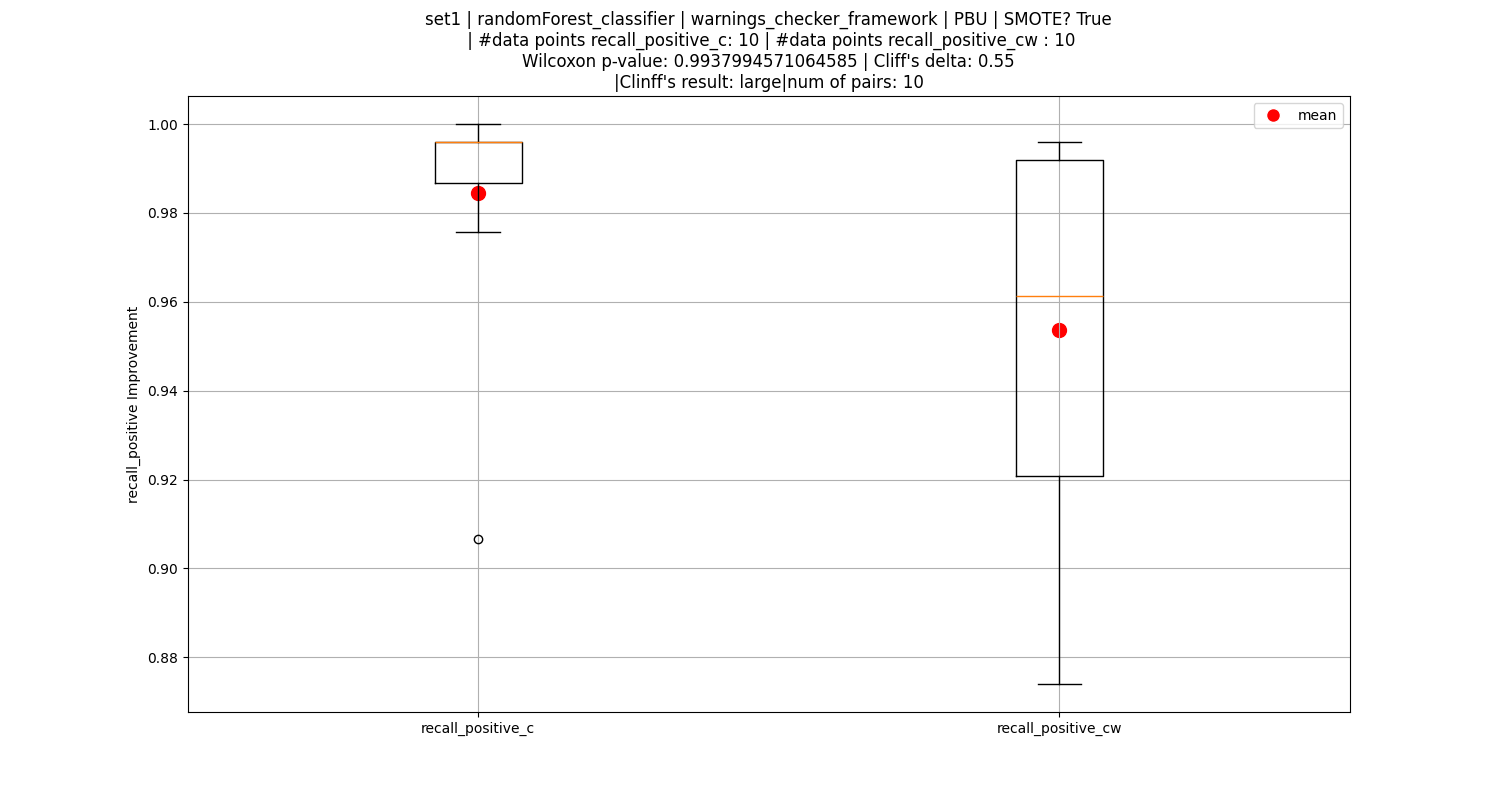 set1 | randomForest_classifier | warnings_checker_framework | PBU | SMOTE? True
| #data points recall_positive_c: 10 | #data points recall_positive_cw : 10
Wilcoxon p-value: 0.9937994571064585 | Cliff's delta: 0.55
|Clinff's result: large|num of pairs: 10
mean
recall_positive Improvement
1.00
0.98
0.96
0.94
0.92
0.90
0.88
recall_positive_c
recall_positive_cw